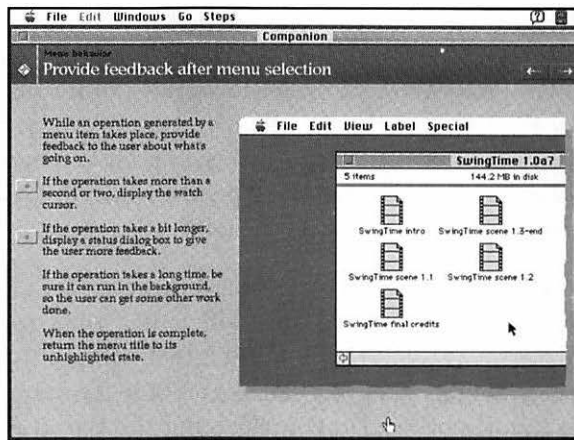 File Edit Windows Go Steps
Companion
Menu behavior
Provide feedback after menu selection
While an operation generated by a
menu item takes place, provide
feedback to the user about what's
going on.
If the operation takes more than a
second or two, display the watch
cursor.
If the operation takes a bit longer,
display a status dialog box to give
the user more feedback.
If the operation takes a long time, be
sure it can run in the background,
so the user can get some other work
done.
When the operation is complete,
return the menu title to its
unhighlighted state.
File Edit View Label Special
SwingTime 1.0a7
5 items 144.2 MB in disk
SwingTime intro SwingTime scene 1.3-end
SwingTime scene 1.1 SwingTime scene 1.2
SwingTime final credits